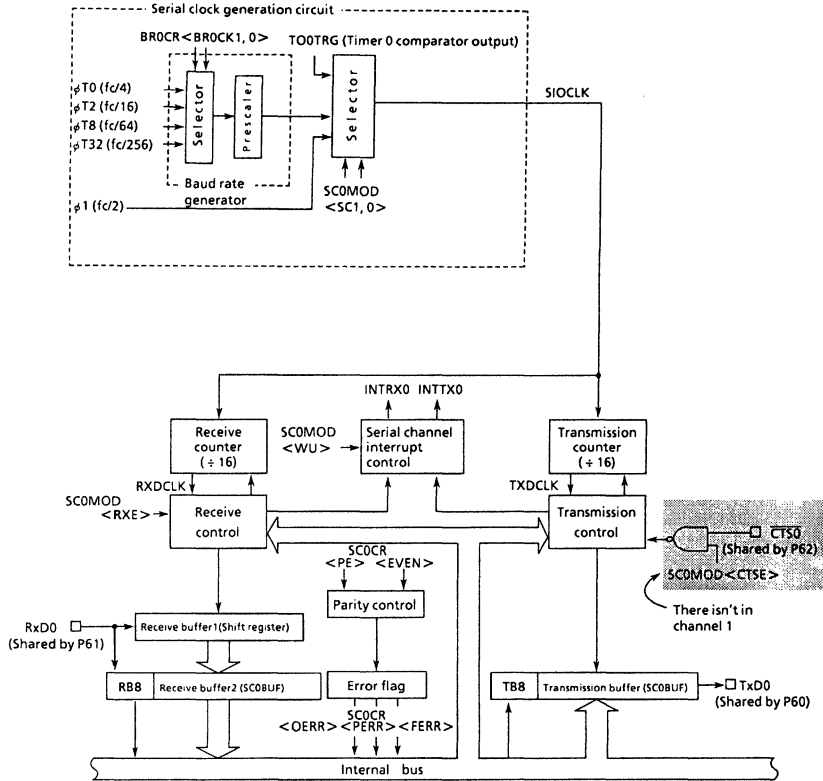 Serial clock generation circuit
BR0CR<BR0CK1, 0>
TO0TRG (Timer 0 comparator output)
SIOCLK
φT0 (fc/4)
φT2 (fc/16)
φT8 (fc/64)
φT32 (fc/256)
Selector
Prescaler
Selector
Baud rate
generator
SC0MOD
<SC1, 0>
φ1 (fc/2)
INTRX0 INTTX0
Receive
counter
(÷ 16)
SC0MOD
<WU>
Serial channel
interrupt
control
Transmission
counter
(÷ 16)
RXDCLK
TXDCLK
SC0MOD
<RXE>
Receive
control
Transmission
control
CTS0
(Shared by P62)
SC0MOD<CTSE>
SC0CR
<PE> <EVEN>
Parity control
There isn't in
channel 1
RxD0
(Shared by P61)
Receive buffer1(Shift register)
RB8 Receive buffer2 (SC0BUF)
Error flag
TB8 Transmission buffer (SC0BUF)
TxD0
(Shared by P60)
SC0CR
<OERR> <PERR> <FERR>
Internal bus